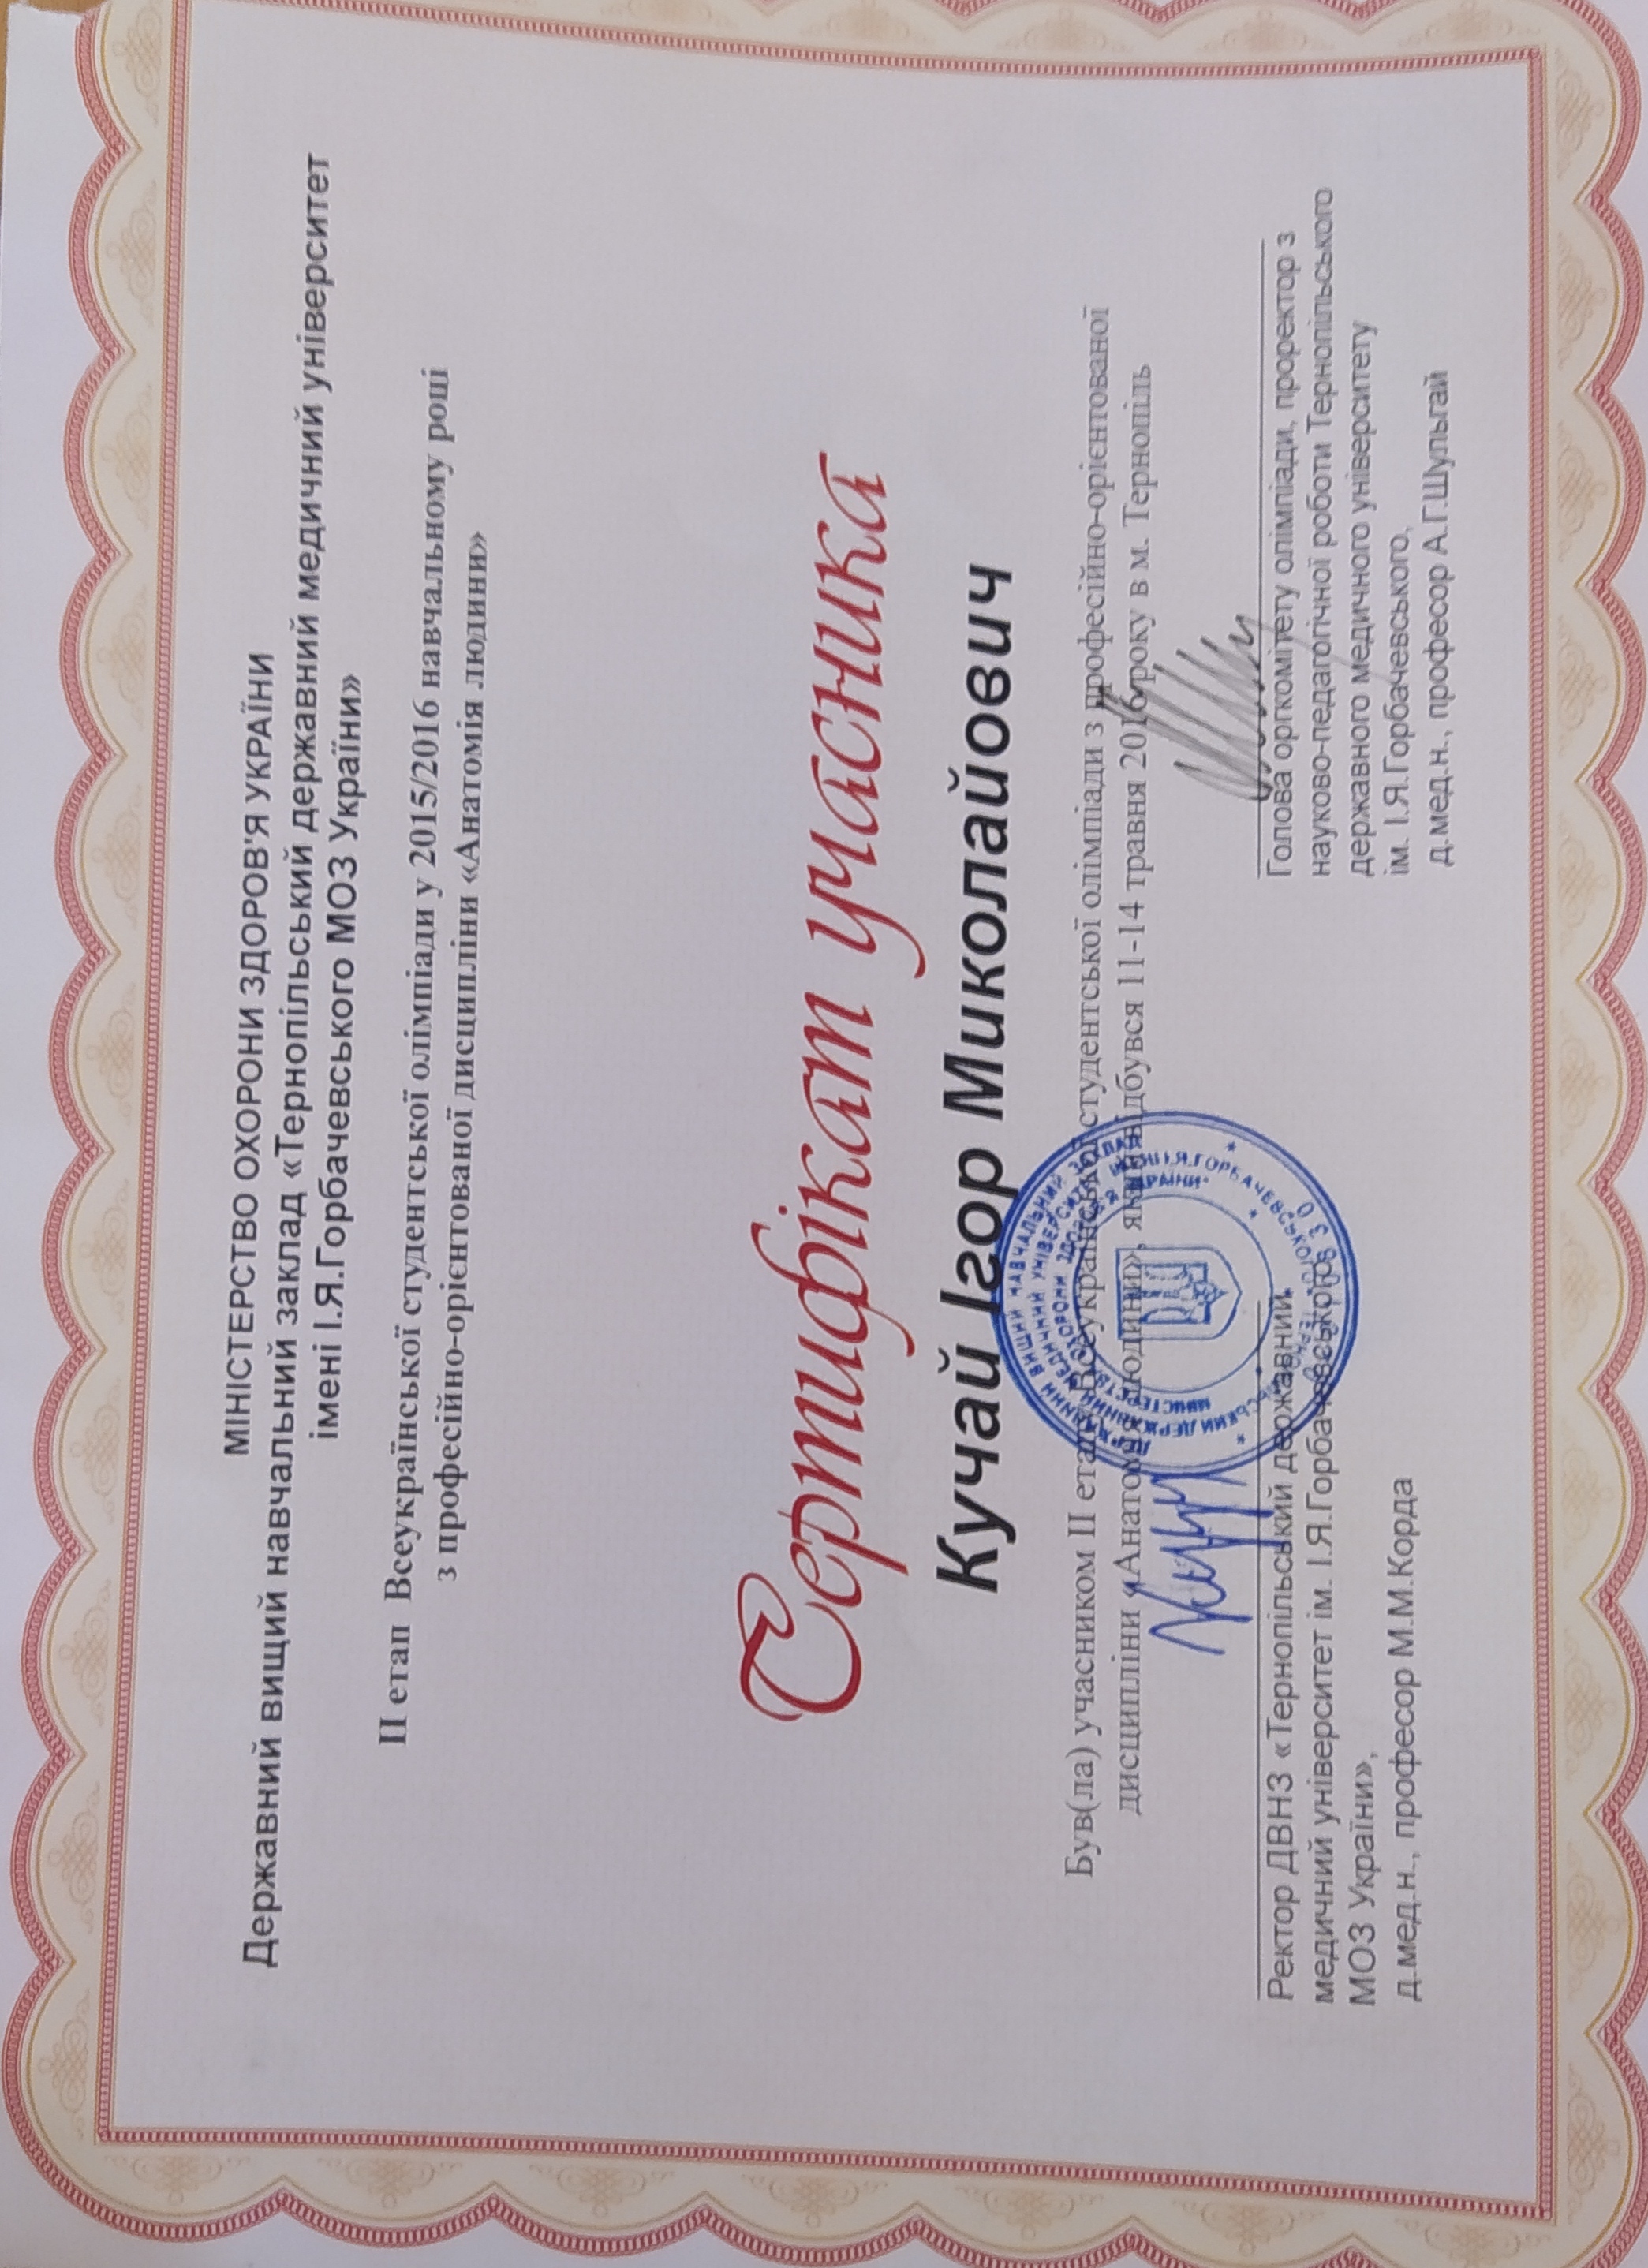 МІНІСТЕРСТВО ОХОРОНИ ЗДОРОВ'Я УКРАЇНИ
Державний вищий навчальний заклад «Тернопільський державний медичний університет
імені І.Я.Горбачевського МОЗ України»
ІІ етап Всеукраїнської студентської олімпіади у 2015/2016 навчальному році
з професійно-орієнтованої дисципліни «Анатомія людини»
Сертифікат учасника
Кучай Ігор Миколайович
Був(ла) учасником ІІ етапу Всеукраїнської студентської олімпіади з професійно-орієнтованої
дисципліни «Анатомія людини», який відбувся 11-14 травня 2016 року в м. Тернопіль
Ректор ДВНЗ «Тернопільський державний
медичний університет ім. І.Я.Горбачевського
МОЗ України»,
д.мед.н., професор М.М.Корда
Голова оргкомітету олімпіади, проректор з
науково-педагогічної роботи Тернопільського
державного медичного університету
ім. І.Я.Горбачевського,
д.мед.н., професор А.Г.Шульгай
ДЕРЖАВНИЙ ВИЩИЙ НАВЧАЛЬНИЙ ЗАКЛАД